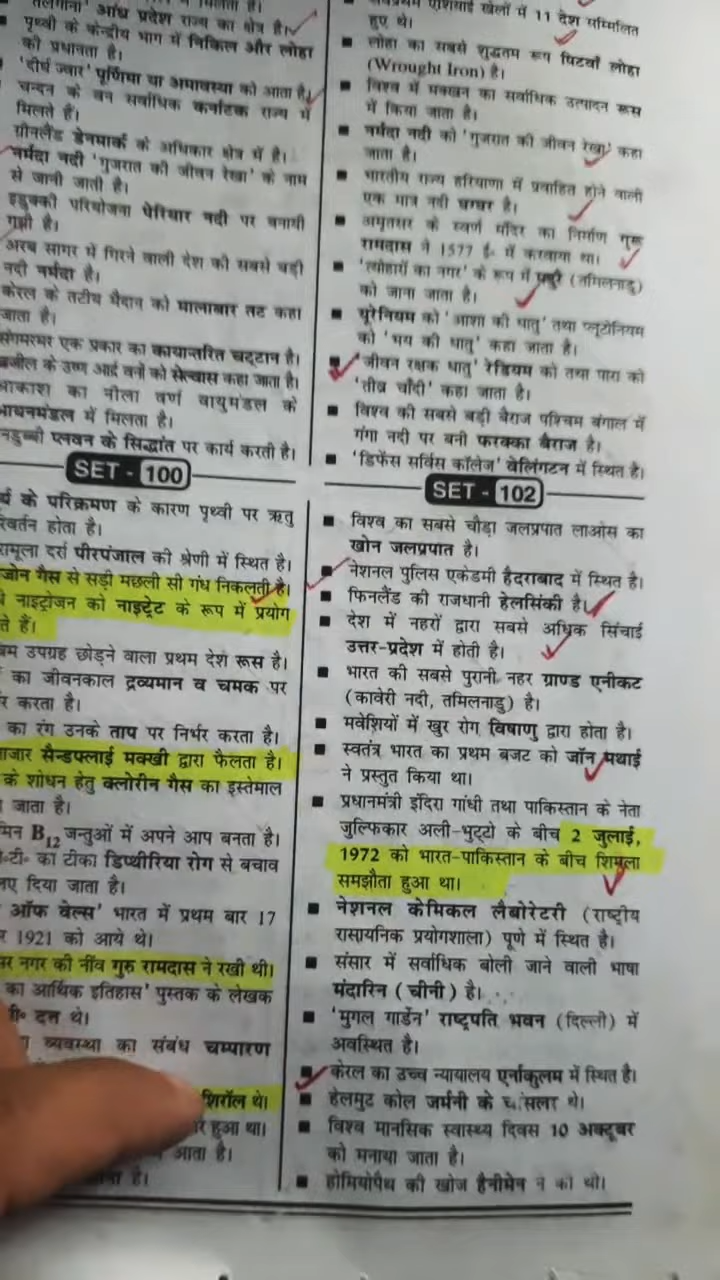 तेलंगाना' आंध्र प्रदेश राज्य का क्षेत्र है।
पृथ्वी के केन्द्रीय भाग में निकिल और लोहा
की प्रधानता है।
'दीर्घ ज्वार' पूर्णिमा या अमावस्या को आता है।
चन्दन के वन सर्वाधिक कर्नाटक राज्य में
मिलते हैं।
ग्रीनलैंड डेनमार्क के अधिकार क्षेत्र में है।
नर्मदा नदी 'गुजरात की जीवन रेखा' के नाम
से जानी जाती है।
इडुक्की परियोजना पेरियार नदी पर बनायी
गयी है।
अरब सागर में गिरने वाली देश की सबसे बड़ी
नदी नर्मदा है।
केरल के तटीय मैदान को मालाबार तट कहा
जाता है।
संगमरमर एक प्रकार का कायान्तरित चट्टान है।
ब्राजील के उष्ण आर्द्र वनों को सेल्वास कहा जाता है।
आकाश का नीला वर्ण वायुमंडल के
आयनमंडल में मिलता है।
पनडुब्बी प्लवन के सिद्धांत पर कार्य करती है।
SET - 100
के परिक्रमण के कारण पृथ्वी पर ऋतु
परिवर्तन होता है।
दर्रा पीरपंजाल की श्रेणी में स्थित है।
गैस से सड़ी मछली सी गंध निकलती है।
नाइट्रोजन को नाइट्रेट के रूप में प्रयोग
हैं।
उपग्रह छोड़ने वाला प्रथम देश रूस है।
का जीवनकाल द्रव्यमान व चमक पर
करता है।
का रंग उनके ताप पर निर्भर करता है।
सैन्डफ्लाई मक्खी द्वारा फैलता है।
के शोधन हेतु क्लोरीन गैस का इस्तेमाल
जाता है।
B12 जन्तुओं में अपने आप बनता है।
टी॰ का टीका डिप्थीरिया रोग से बचाव
दिया जाता है।
ऑफ वेल्स' भारत में प्रथम बार 17
1921 को आये थे।
नगर की नींव गुरु रामदास ने रखी थी।
का आर्थिक इतिहास' पुस्तक के लेखक
दत्त थे।
व्यवस्था का संबंध चम्पारण
शिरॉल थे।
हुआ था।
आता है।
है।
एशियाई खेलों में 11 देश सम्मिलित
हुए थे।
■ लोहा का सबसे शुद्धतम रूप पिटवाँ लोहा
(Wrought Iron) है।
■ विश्व में मक्खन का सर्वाधिक उत्पादन रूस
में किया जाता है।
■ नर्मदा नदी को 'गुजरात की जीवन रेखा' कहा
जाता है।
■ भारतीय राज्य हरियाणा में प्रवाहित होने वाली
एक मात्र नदी घग्घर है।
■ अमृतसर के स्वर्ण मंदिर का निर्माण गुरू
रामदास ने 1577 ई॰ में करवाया था।
■ 'त्योहारों का नगर' के रूप में मदुरै (तमिलनाडु)
को जाना जाता है।
■ यूरेनियम को 'आशा की धातु' तथा प्लूटोनियम
को 'भय की धातु' कहा जाता है।
■ 'जीवन रक्षक धातु' रेडियम को तथा पारा को
'तीव्र चाँदी' कहा जाता है।
■ विश्व की सबसे बड़ी बैराज पश्चिम बंगाल में
गंगा नदी पर बनी फरक्का बैराज है।
■ 'डिफेंस सर्विस कॉलेज' वेलिंगटन में स्थित है।
SET - 102
■ विश्व का सबसे चौड़ा जलप्रपात लाओस का
खोन जलप्रपात है।
■ नेशनल पुलिस एकेडमी हैदराबाद में स्थित है।
■ फिनलैंड की राजधानी हेलसिंकी है।
■ देश में नहरों द्वारा सबसे अधिक सिंचाई
उत्तर-प्रदेश में होती है।
■ भारत की सबसे पुरानी नहर ग्राण्ड एनीकट
(कावेरी नदी, तमिलनाडु) है।
■ मवेशियों में खुर रोग विषाणु द्वारा होता है।
■ स्वतंत्र भारत का प्रथम बजट को जॉन मथाई
ने प्रस्तुत किया था।
■ प्रधानमंत्री इंदिरा गांधी तथा पाकिस्तान के नेता
जुल्फिकार अली-भुट्टो के बीच 2 जुलाई,
1972 को भारत-पाकिस्तान के बीच शिमला
समझौता हुआ था।
■ नेशनल केमिकल लैबोरेटरी (राष्ट्रीय
रासायनिक प्रयोगशाला) पूणे में स्थित है।
■ संसार में सर्वाधिक बोली जाने वाली भाषा
मंदारिन (चीनी) है।
■ 'मुगल गार्डेन' राष्ट्रपति भवन (दिल्ली) में
अवस्थित है।
■ केरल का उच्च न्यायालय एर्नाकुलम में स्थित है।
■ हेलमुट कोल जर्मनी के चांसलर थे।
■ विश्व मानसिक स्वास्थ्य दिवस 10 अक्टूबर
को मनाया जाता है।
■ होमियोपैथ की खोज हैनीमेन ने की थी।